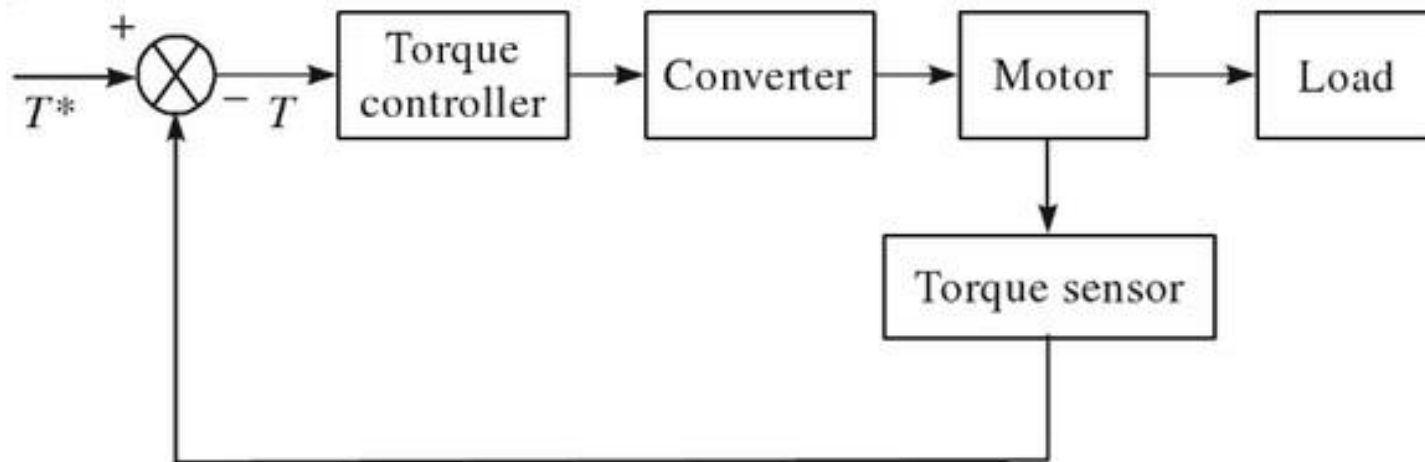 +
T*
− T
Torque
controller
Converter
Motor
Load
Torque sensor